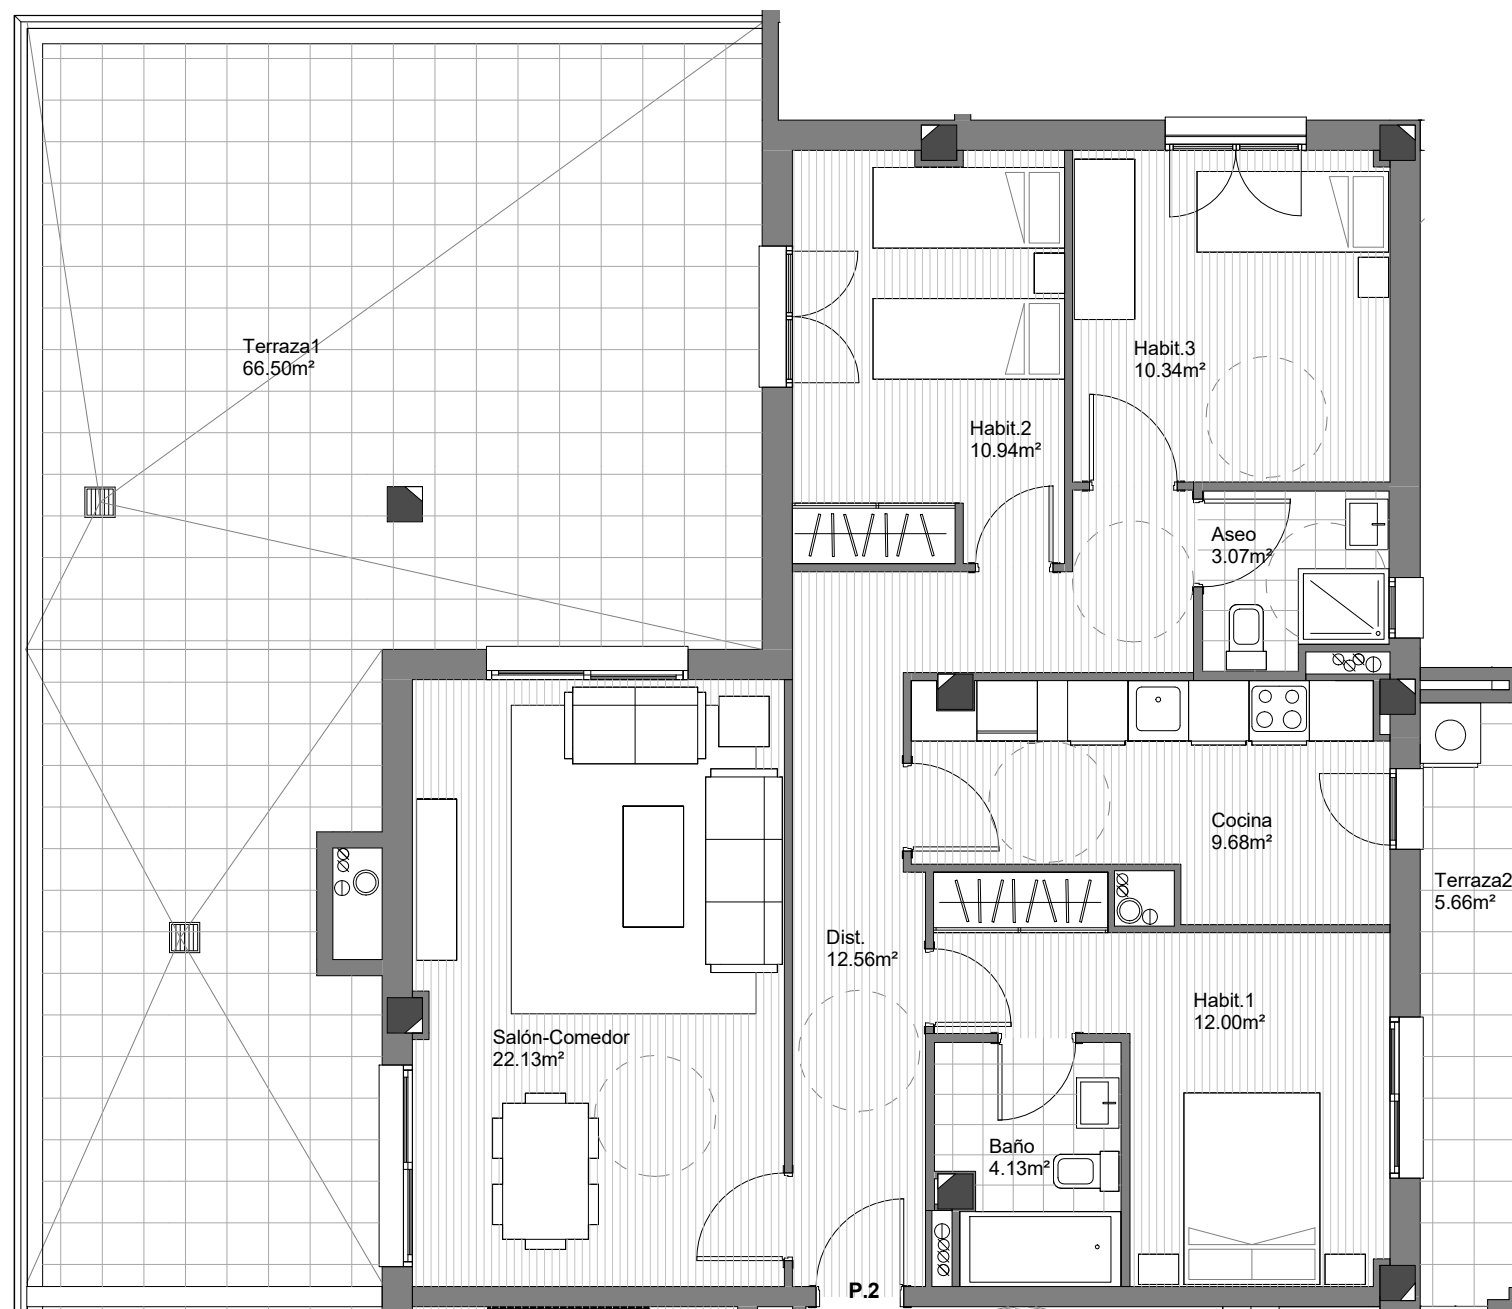 Terraza1
66.50m²
Habit.3
10.34m²
Habit.2
10.94m²
Aseo
3.07m²
Cocina
9.68m²
Terraza2
5.66m²
Dist.
12.56m²
Habit.1
12.00m²
Salón-Comedor
22.13m²
Baño
4.13m²
P.2